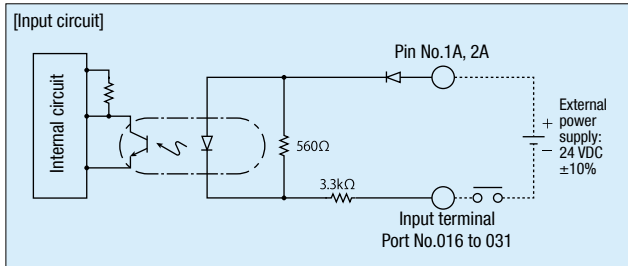 [Input circuit]
Pin No.1A, 2A
Internal circuit
560Ω
3.3kΩ
+
−
External
power
supply:
24 VDC
±10%
Input terminal
Port No.016 to 031